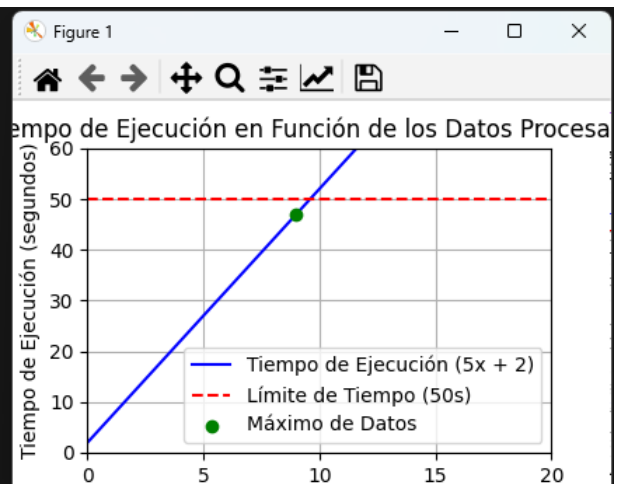 Figure 1
empo de Ejecución en Función de los Datos Procesa
Tiempo de Ejecución (segundos)
60
50
40
30
20
10
0
Tiempo de Ejecución (5x + 2)
Límite de Tiempo (50s)
Máximo de Datos
0 5 10 15 20